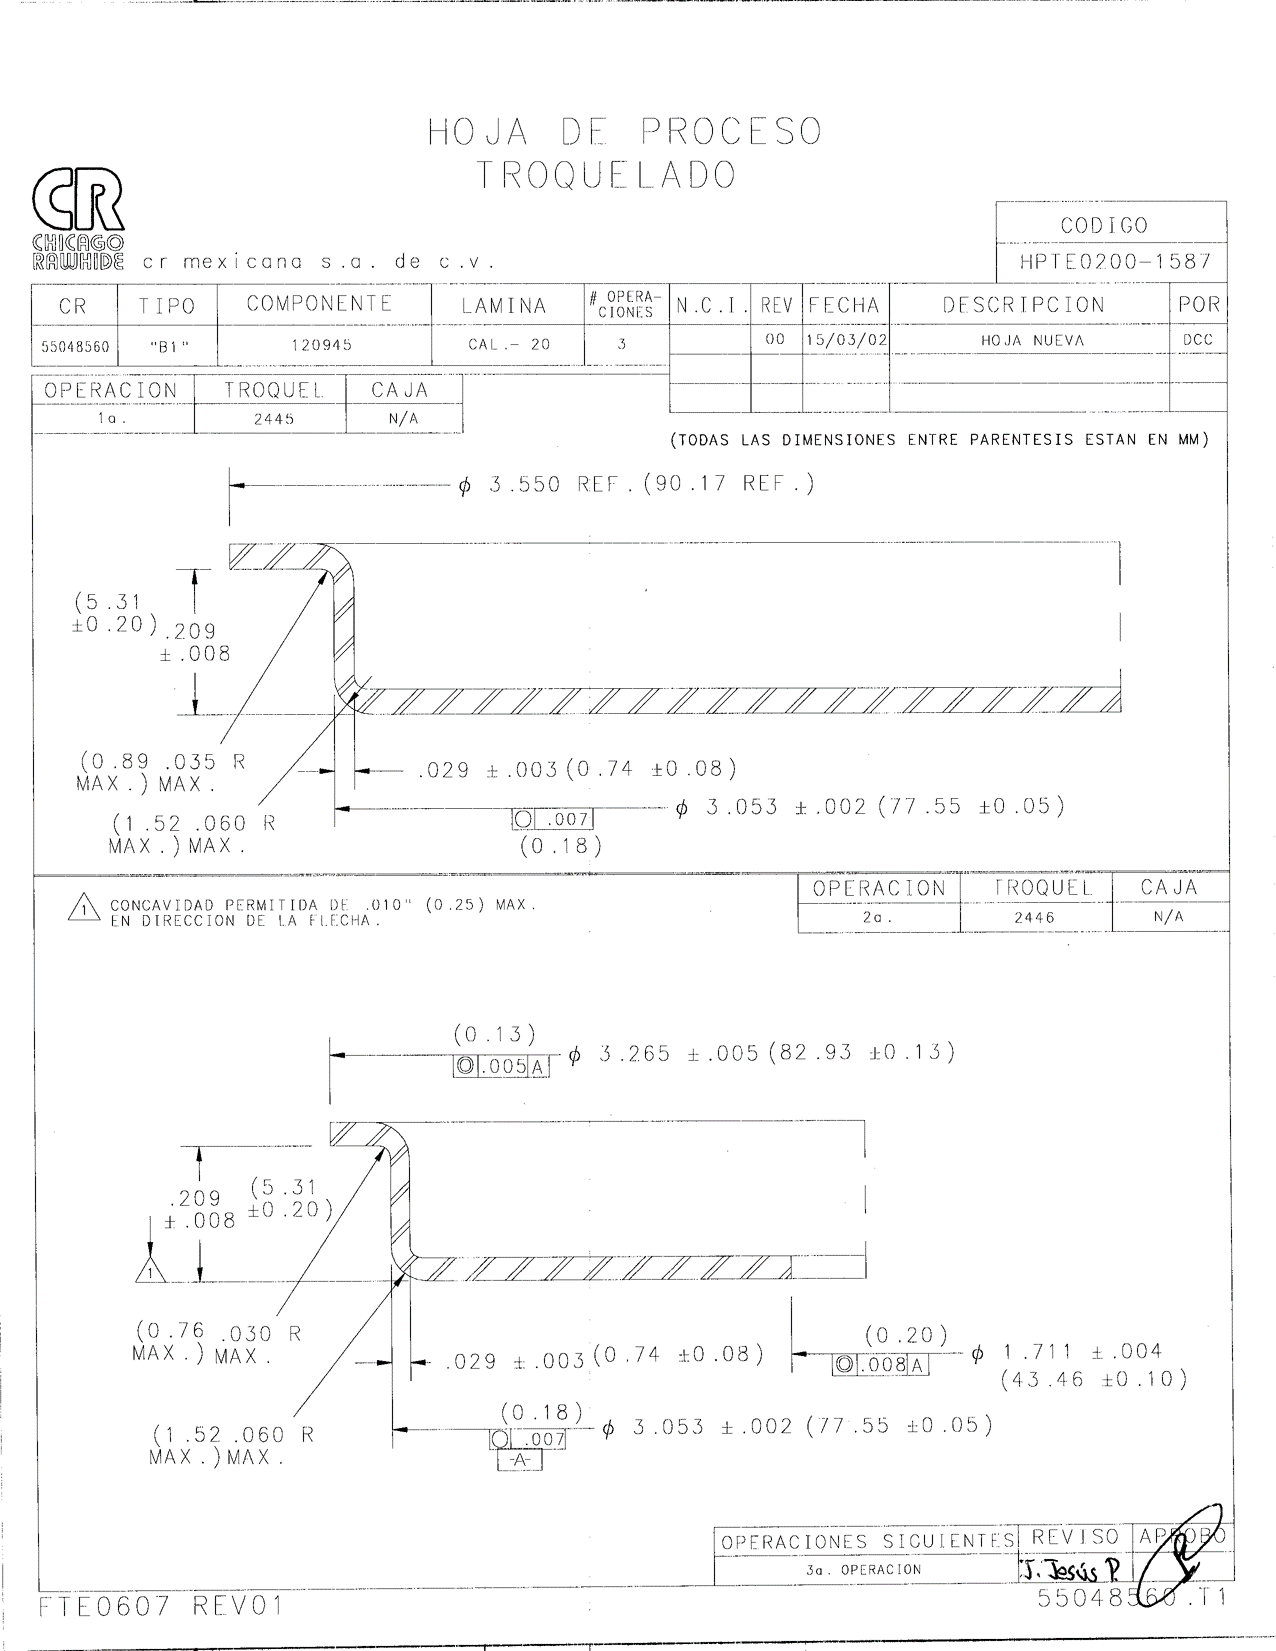 HOJA DE PROCESO
TROQUELADO
CR
CHICAGO
RAWHIDE
cr mexicana s.a. de c.v.
CODIGO
HPTE0200-1587
CR TIPO COMPONENTE LAMINA # OPERA-
CIONES N.C.I. REV FECHA DESCRIPCION POR
55048560 "B1" 120945 CAL.- 20 3 00 15/03/02 HOJA NUEVA DCC
OPERACION TROQUEL CAJA
1a. 2445 N/A
(TODAS LAS DIMENSIONES ENTRE PARENTESIS ESTAN EN MM)
ϕ 3.550 REF.(90.17 REF.)
(5.31
±0.20) .209
±.008
(0.89 .035 R
MAX.) MAX.
.029 ±.003(0.74 ±0.08)
ϕ 3.053 ±.002(77.55 ±0.05)
○ .007
(0.18)
(1.52 .060 R
MAX.) MAX.
1 CONCAVIDAD PERMITIDA DE .010" (0.25) MAX.
EN DIRECCION DE LA FLECHA.
OPERACION TROQUEL CAJA
2a. 2446 N/A
(0.13)
◎ .005 A ϕ 3.265 ±.005(82.93 ±0.13)
.209 (5.31
±.008 ±0.20)
1
(0.76 .030 R
MAX.) MAX.
.029 ±.003(0.74 ±0.08)
(0.20)
◎ .008 A ϕ 1.711 ±.004
(43.46 ±0.10)
(0.18)
○ .007 ϕ 3.053 ±.002 (77.55 ±0.05)
-A-
(1.52 .060 R
MAX.)MAX.
OPERACIONES SIGUIENTES REVISO APROBO
3a. OPERACION J. Jesús P.
FTE0607 REV01
55048560.T1